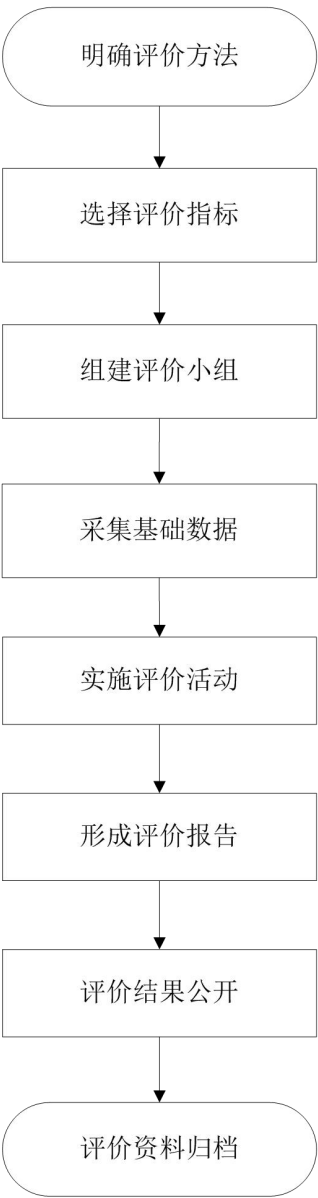 明确评价方法
选择评价指标
组建评价小组
采集基础数据
实施评价活动
形成评价报告
评价结果公开
评价资料归档